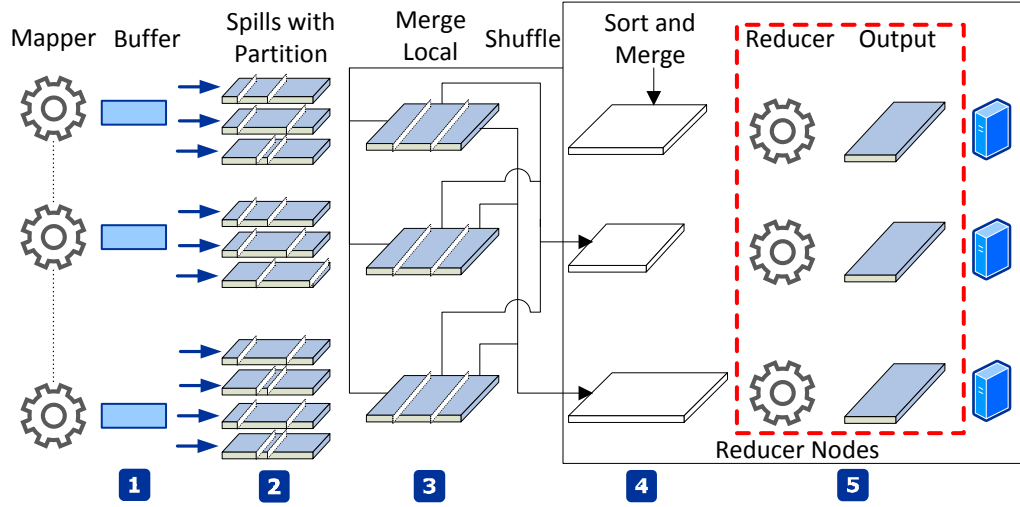 Mapper
Buffer
Spills with
Partition
Merge
Local
Shuffle
Sort and
Merge
Reducer
Output
Reducer Nodes
1
2
3
4
5